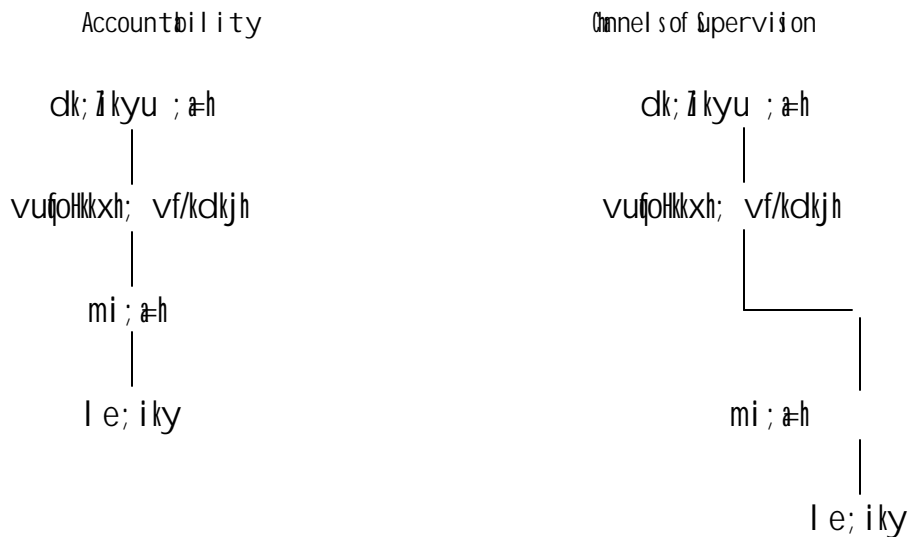 Accountability
Channels of Supervision
dk;Zikyu ;a=h
dk;Zikyu ;a=h
vuqfoHkkxh; vf/kdkjh
vuqfoHkkxh; vf/kdkjh
mi;a=h
le;iky
mi;a=h
le;iky